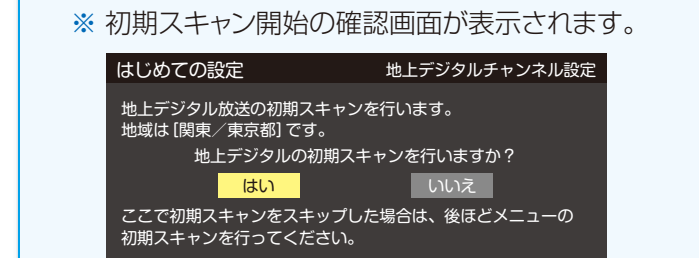 ※ 初期スキャン開始の確認画面が表示されます。
はじめての設定 地上デジタルチャンネル設定
地上デジタル放送の初期スキャンを行います。
地域は[関東／東京都]です。
地上デジタルの初期スキャンを行いますか？
はい いいえ
ここで初期スキャンをスキップした場合は、後ほどメニューの
初期スキャンを行ってください。